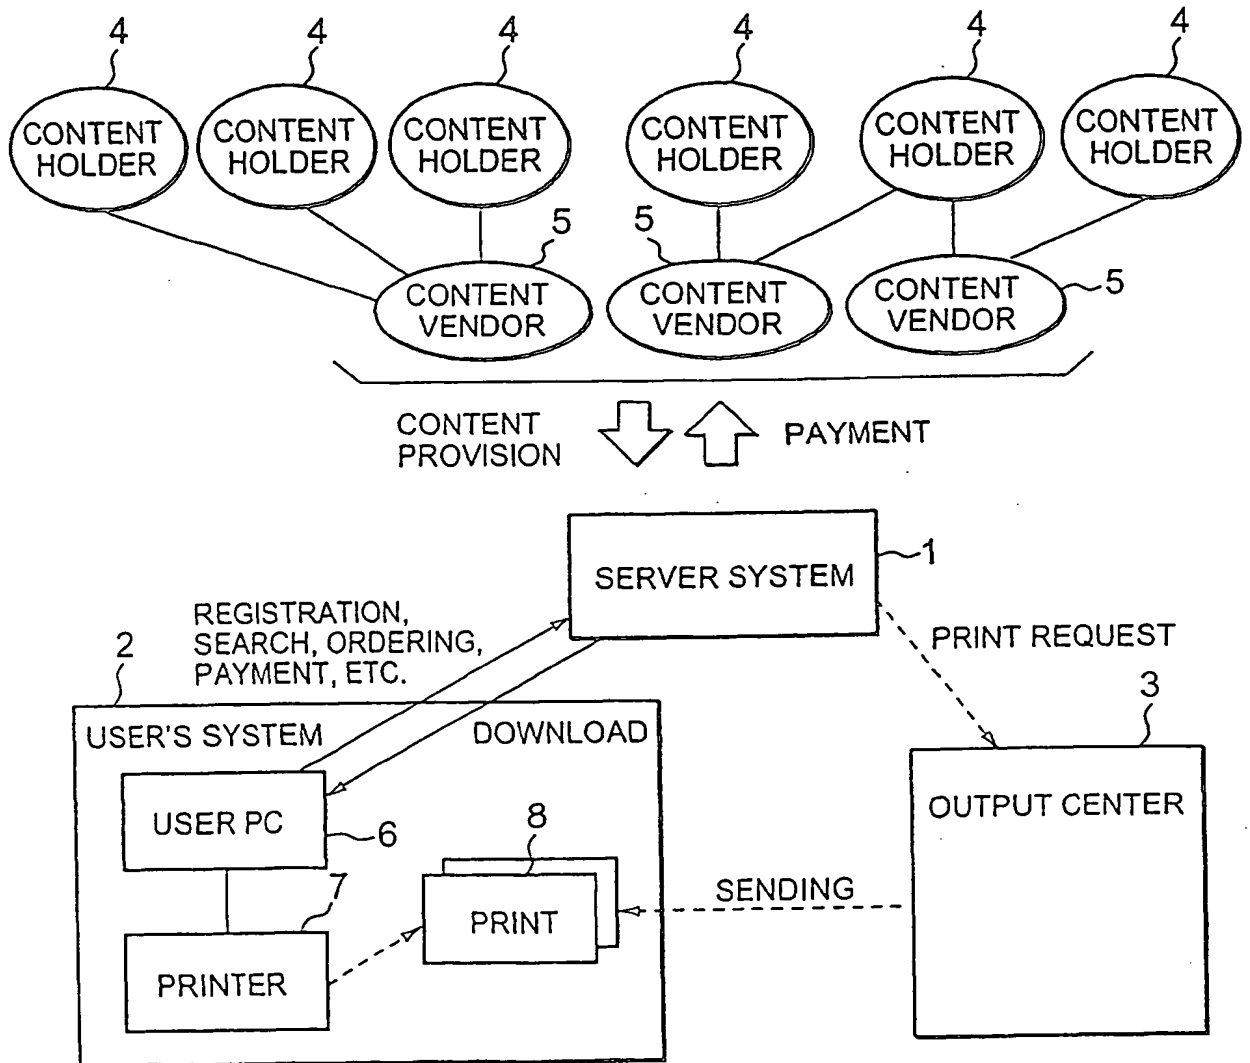 4 4 4 4 4 4
CONTENT HOLDER
CONTENT HOLDER
CONTENT HOLDER
CONTENT HOLDER
CONTENT HOLDER
CONTENT HOLDER
5 5
CONTENT VENDOR
CONTENT VENDOR
CONTENT VENDOR
5
CONTENT
PROVISION
PAYMENT
SERVER SYSTEM
1
REGISTRATION,
SEARCH, ORDERING,
PAYMENT, ETC.
PRINT REQUEST
2
3
USER'S SYSTEM
DOWNLOAD
USER PC
6
OUTPUT CENTER
8
7
PRINT
SENDING
PRINTER